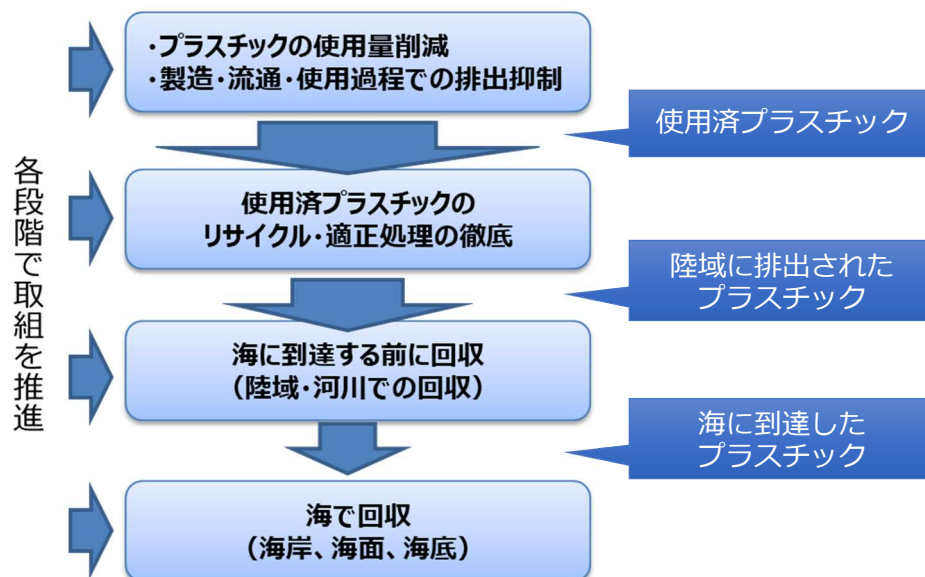 ・プラスチックの使用量削減
・製造・流通・使用過程での排出抑制
使用済プラスチック
使用済プラスチックの
リサイクル・適正処理の徹底
陸域に排出された
プラスチック
海に到達する前に回収
（陸域・河川での回収）
海に到達した
プラスチック
海で回収
（海岸、海面、海底）
各段階で取組を推進